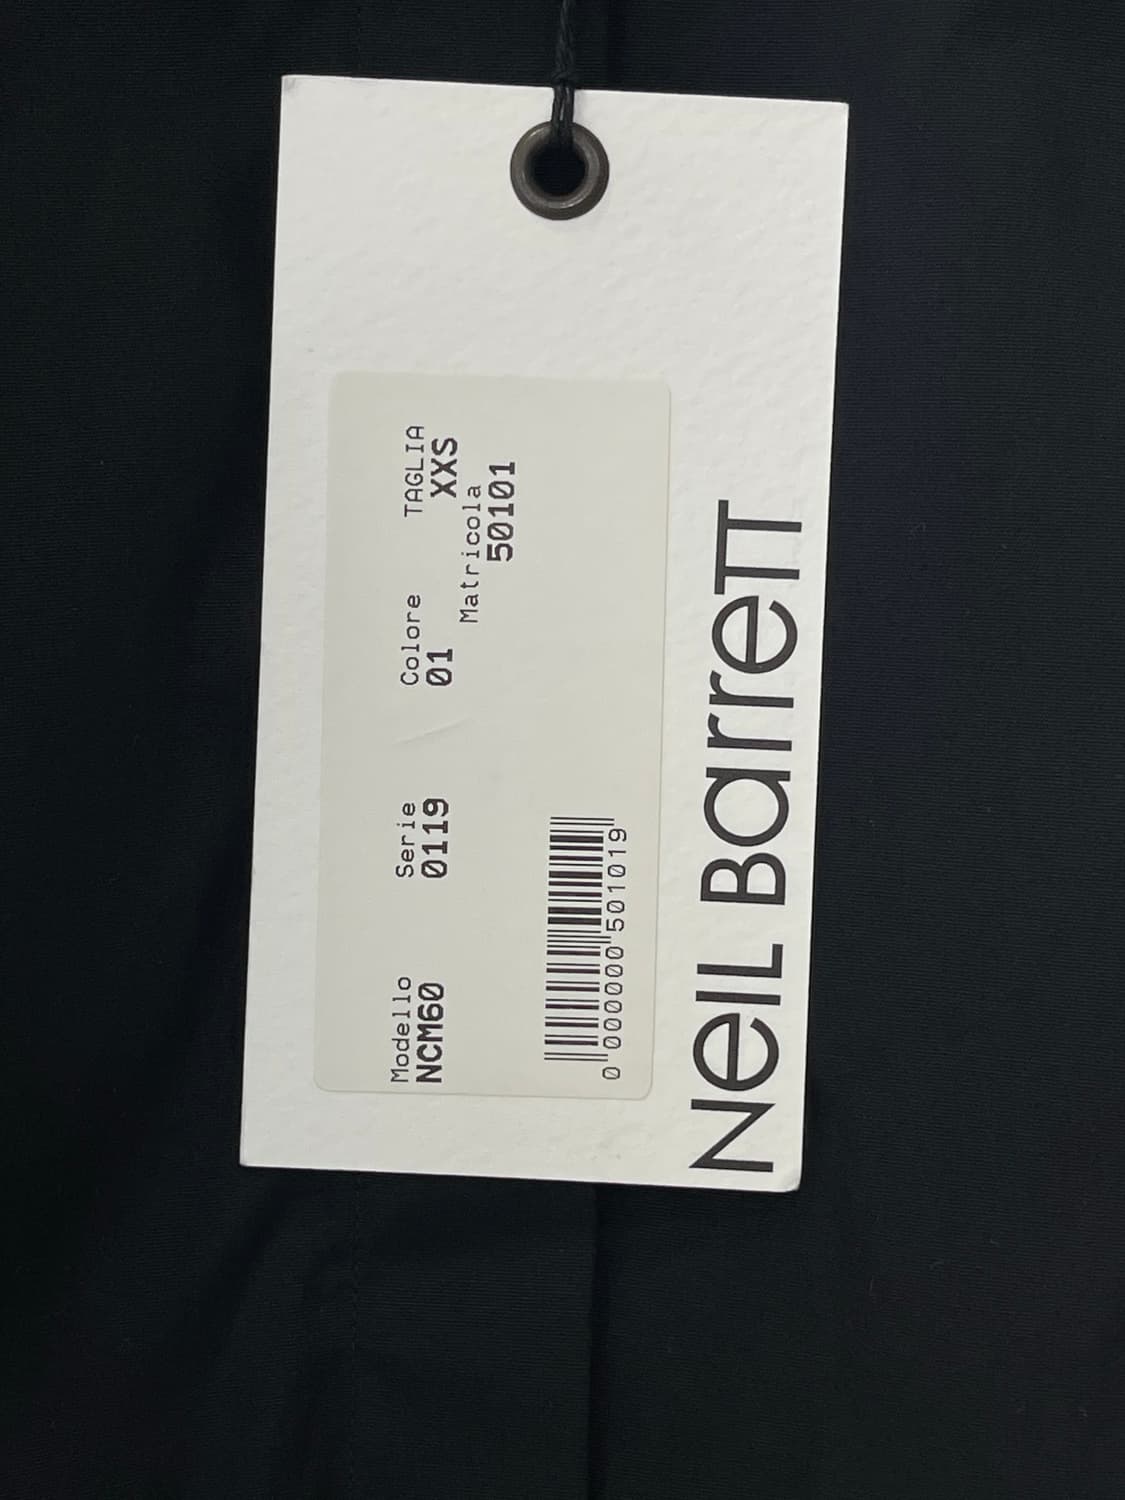 Modello Serie Colore TAGLIA
NCM60 0119 01 XXS
Matricola
50101
0 000000 501019
Neil Barrett